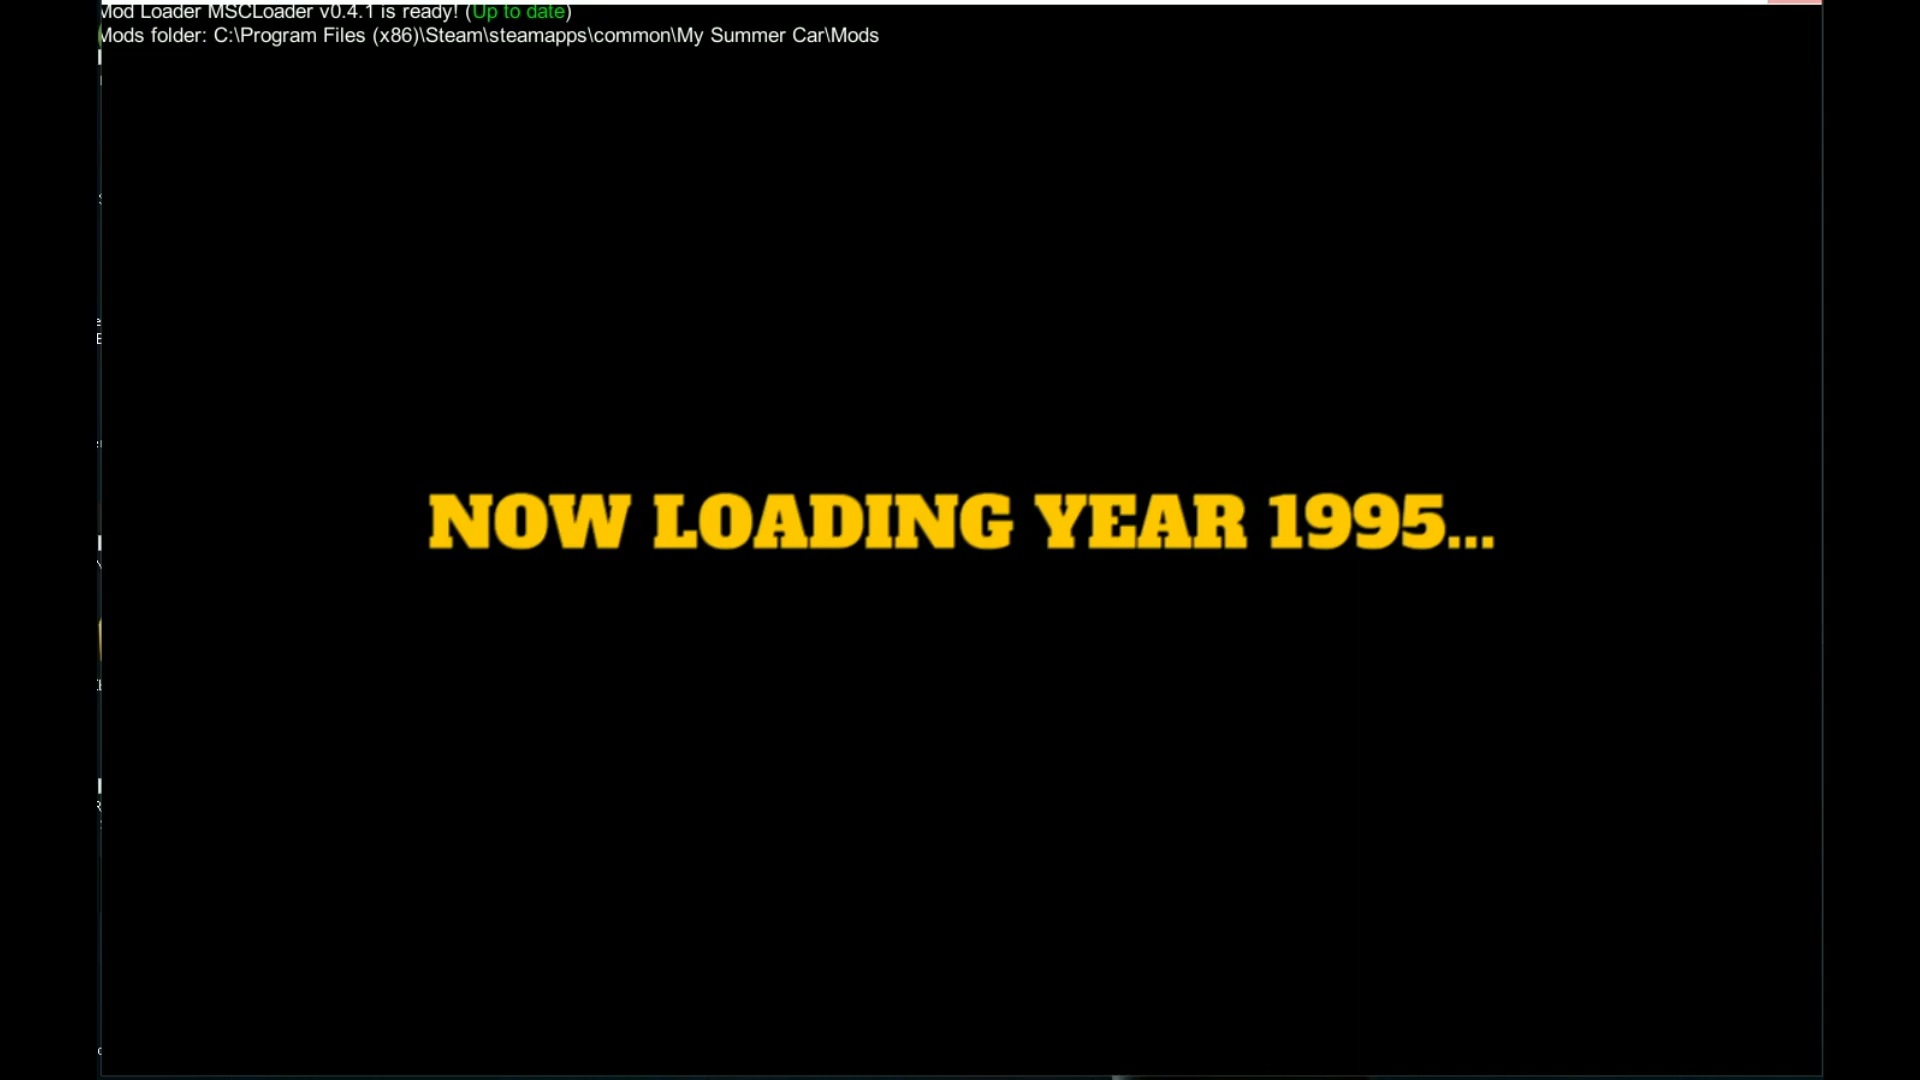 Mod Loader MSCLoader v0.4.1 is ready! (Up to date)
Mods folder: C:\Program Files (x86)\Steam\steamapps\common\My Summer Car\Mods
NOW LOADING YEAR 1995...